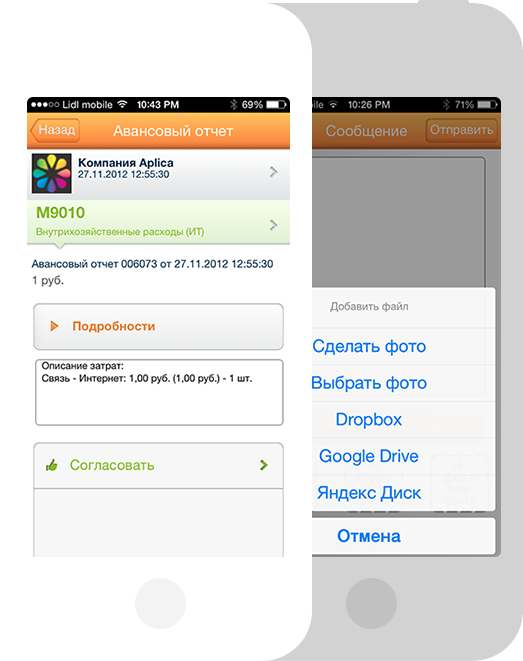 Lidl mobile 10:43 PM 69%
Назад Авансовый отчет
Компания Aplica
27.11.2012 12:55:30
М9010
Внутрихозяйственные расходы (ИТ)
Авансовый отчет 006073 от 27.11.2012 12:55:30
1 руб.
Подробности
Описание затрат:
Связь - Интернет: 1,00 руб. (1,00 руб.) - 1 шт.
Согласовать
ile 10:26 PM 71%
Сообщение Отправить
Добавить файл
Сделать фото
Выбрать фото
Dropbox
Google Drive
Яндекс Диск
Отмена